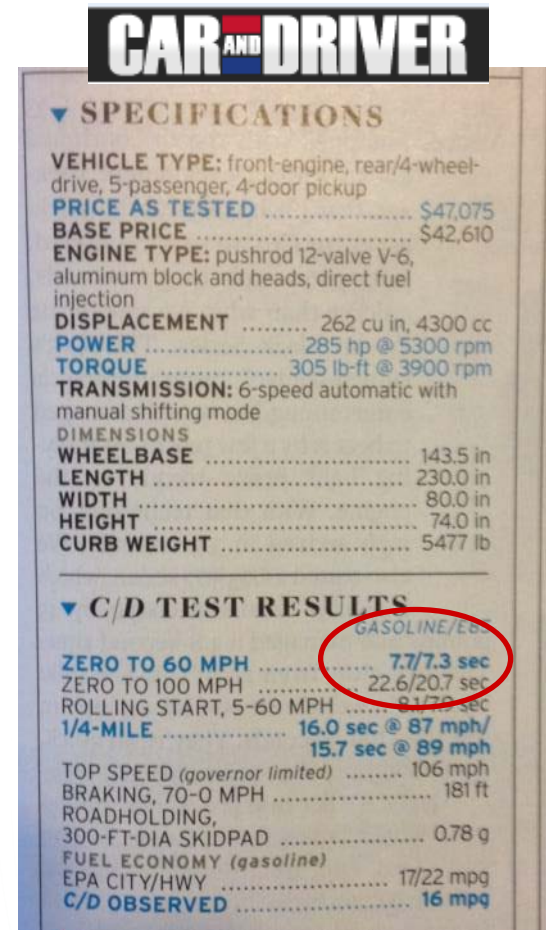 CAR AND DRIVER
▼ SPECIFICATIONS
VEHICLE TYPE: front-engine, rear/4-wheel-
drive, 5-passenger, 4-door pickup
PRICE AS TESTED ................ $47,075
BASE PRICE ........................... $42,610
ENGINE TYPE: pushrod 12-valve V-6,
aluminum block and heads, direct fuel
injection
DISPLACEMENT ......... 262 cu in, 4300 cc
POWER .................... 285 hp @ 5300 rpm
TORQUE ................. 305 lb-ft @ 3900 rpm
TRANSMISSION: 6-speed automatic with
manual shifting mode
DIMENSIONS
WHEELBASE ............................. 143.5 in
LENGTH ................................... 230.0 in
WIDTH ...................................... 80.0 in
HEIGHT .................................... 74.0 in
CURB WEIGHT .......................... 5477 lb
▼ C/D TEST RESULTS
GASOLINE/E85
ZERO TO 60 MPH ................ 7.7/7.3 sec
ZERO TO 100 MPH ............. 22.6/20.7 sec
ROLLING START, 5-60 MPH ...... 8.1/7.9 sec
1/4-MILE ................. 16.0 sec @ 87 mph/
15.7 sec @ 89 mph
TOP SPEED (governor limited) ........ 106 mph
BRAKING, 70-0 MPH .................... 181 ft
ROADHOLDING,
300-FT-DIA SKIDPAD ................... 0.78 g
FUEL ECONOMY (gasoline)
EPA CITY/HWY ...................... 17/22 mpg
C/D OBSERVED ......................... 16 mpg